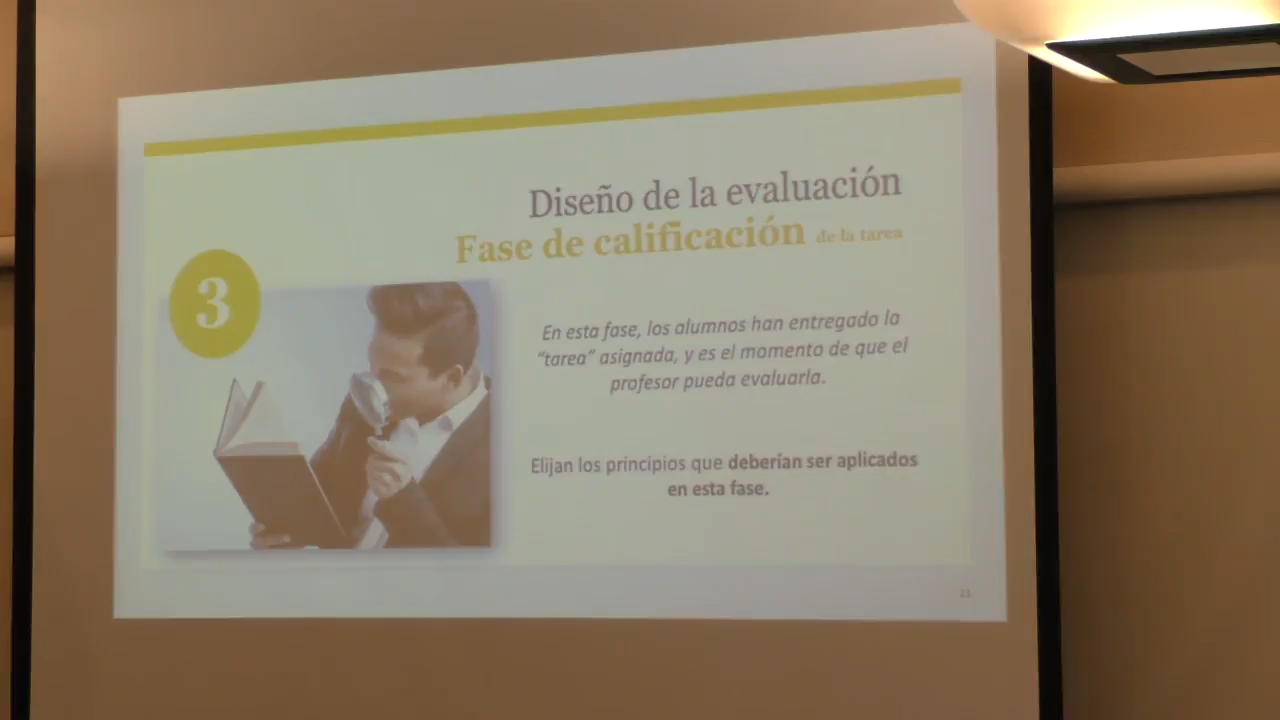 Diseño de la evaluación
Fase de calificación de la tarea
3
En esta fase, los alumnos han entregado la
“tarea” asignada, y es el momento de que el
profesor pueda evaluarla.
Elijan los principios que deberían ser aplicados
en esta fase.